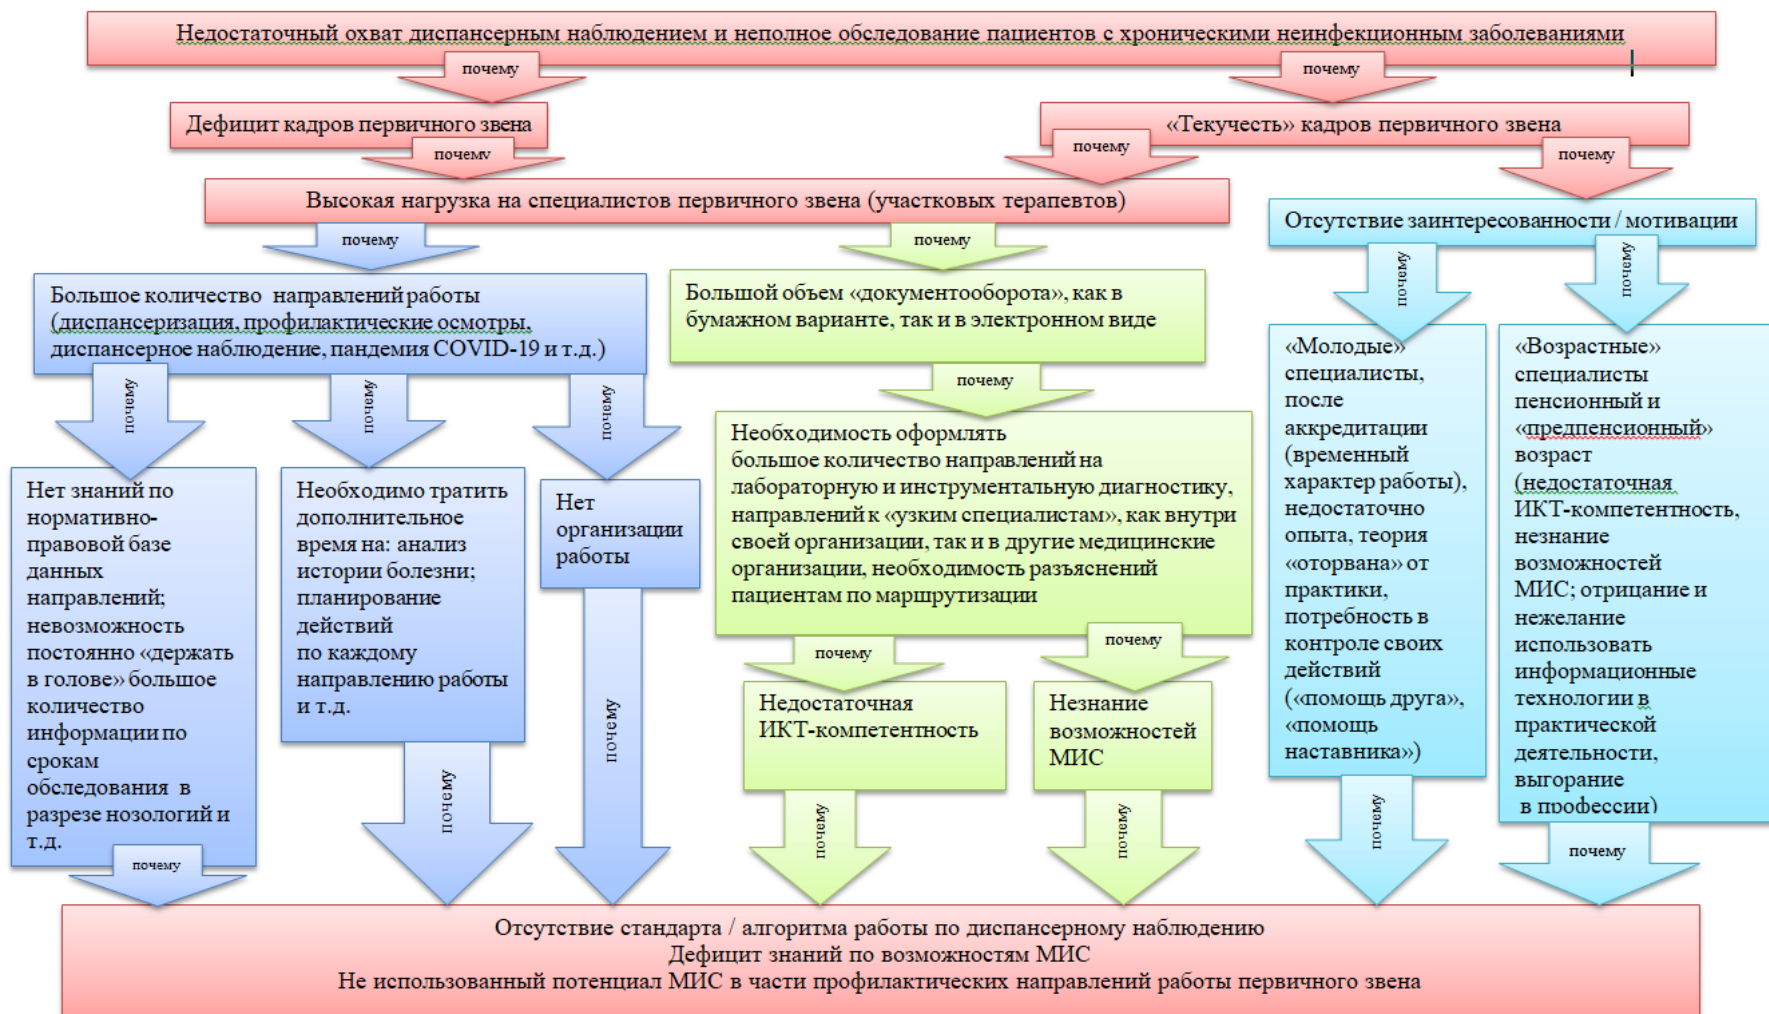 Недостаточный охват диспансерным наблюдением и неполное обследование пациентов с хроническими неинфекционным заболеваниями
почему
почему
Дефицит кадров первичного звена
«Текучесть» кадров первичного звена
почему
почему
почему
Высокая нагрузка на специалистов первичного звена (участковых терапевтов)
Отсутствие заинтересованности / мотивации
почему
почему
почему
почему
Большое количество направлений работы
(диспансеризация, профилактические осмотры,
диспансерное наблюдение, пандемия COVID-19 и т.д.)
Большой объем «документооборота», как в
бумажном варианте, так и в электронном виде
почему
почему
почему
почему
Нет знаний по
нормативно-
правовой базе
данных
направлений;
невозможность
постоянно «держать
в голове» большое
количество
информации по
срокам
обследования в
разрезе нозологий и
т.д.
Необходимо тратить
дополнительное
время на: анализ
истории болезни;
планирование
действий
по каждому
направлению работы
и т.д.
Нет
организации
работы
Необходимость оформлять
большое количество направлений на
лабораторную и инструментальную диагностику,
направлений к «узким специалистам», как внутри
своей организации, так и в другие медицинские
организации, необходимость разъяснений
пациентам по маршрутизации
почему
почему
Недостаточная
ИКТ-компетентность
Незнание
возможностей
МИС
«Молодые»
специалисты,
после
аккредитации
(временный
характер работы),
недостаточно
опыта, теория
«оторвана» от
практики,
потребность в
контроле своих
действий
(«помощь друга»,
«помощь
наставника»)
«Возрастные»
специалисты
пенсионный и
«предпенсионный»
возраст
(недостаточная
ИКТ-компетентность,
незнание
возможностей
МИС; отрицание и
нежелание
использовать
информационные
технологии в
практической
деятельности,
выгорание
в профессии)
почему
почему
почему
почему
почему
почему
почему
Отсутствие стандарта / алгоритма работы по диспансерному наблюдению
Дефицит знаний по возможностям МИС
Не использованный потенциал МИС в части профилактических направлений работы первичного звена